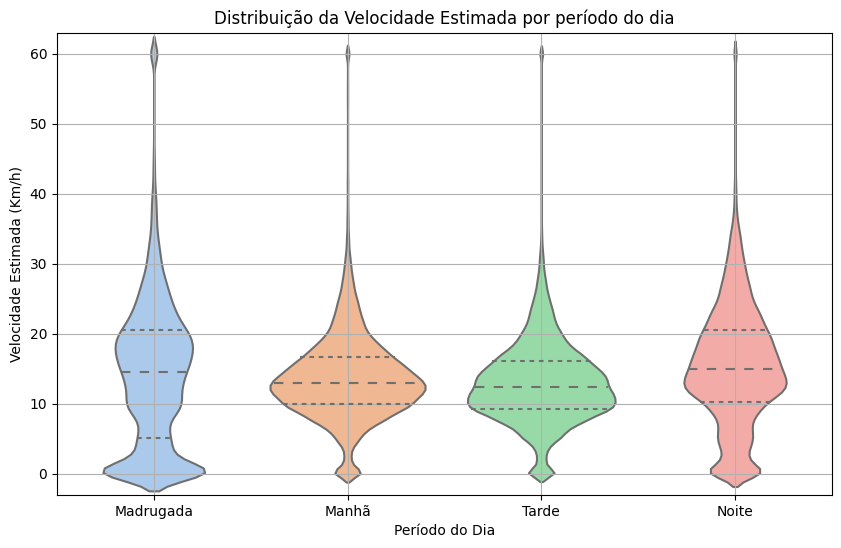 Distribuição da Velocidade Estimada por período do dia
Velocidade Estimada (Km/h)
60
50
40
30
20
10
0
Madrugada Manhã Tarde Noite
Período do Dia